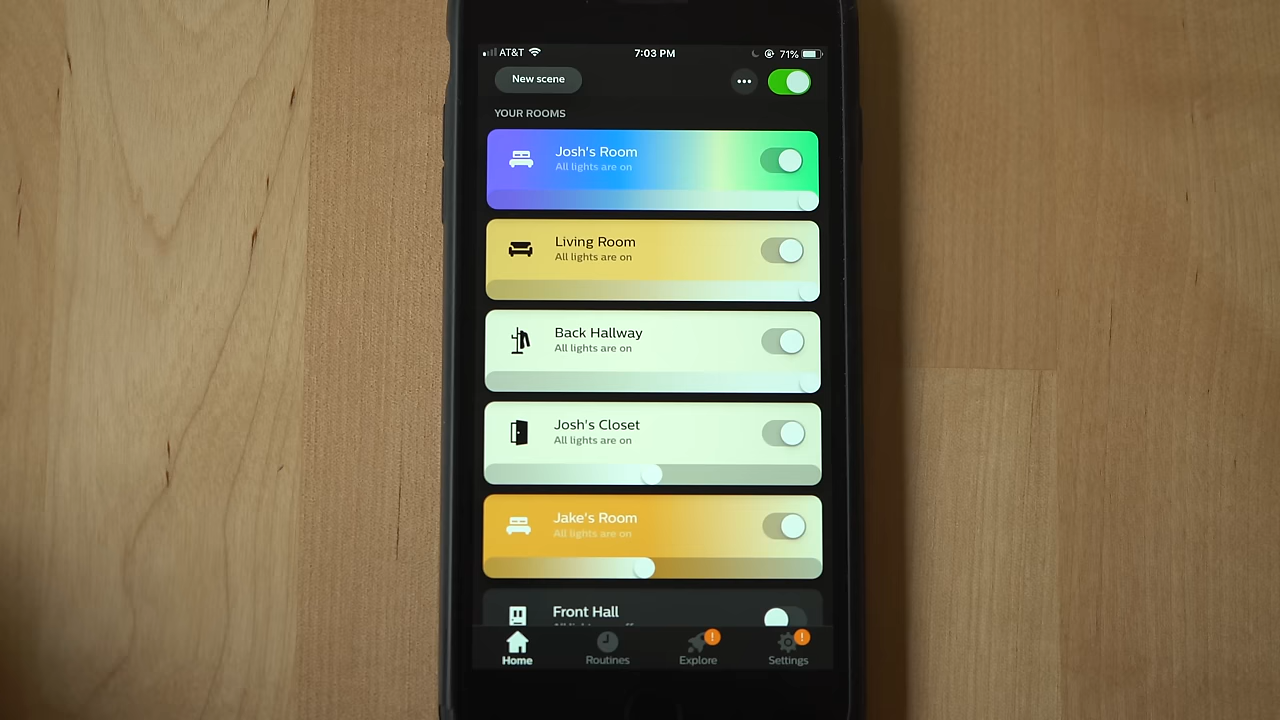 AT&T 7:03 PM 71%
New scene
YOUR ROOMS
Josh's Room
All lights are on
Living Room
All lights are on
Back Hallway
All lights are on
Josh's Closet
All lights are on
Jake's Room
All lights are on
Front Hall
Home Routines Explore Settings